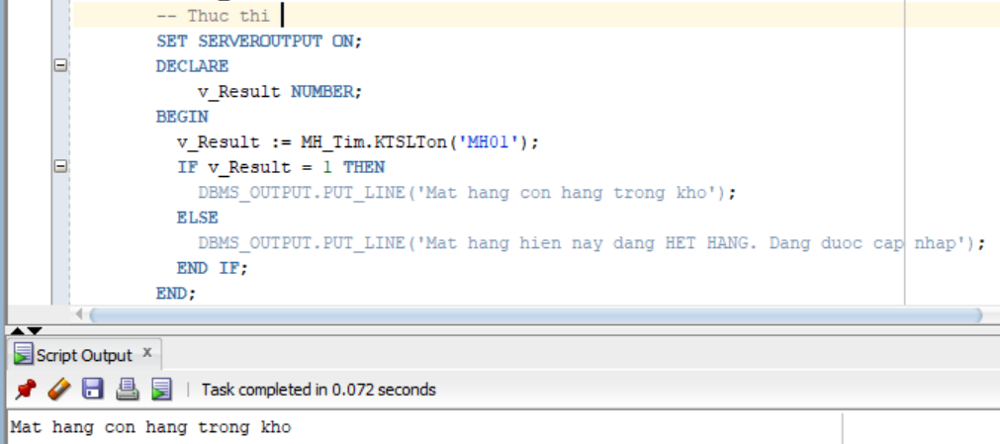 -- Thuc thi
SET SERVEROUTPUT ON;
DECLARE
v_Result NUMBER;
BEGIN
v_Result := MH_Tim.KTSLTon('MH01');
IF v_Result = 1 THEN
DBMS_OUTPUT.PUT_LINE('Mat hang con hang trong kho');
ELSE
DBMS_OUTPUT.PUT_LINE('Mat hang hien nay dang HET HANG. Dang duoc cap nhap');
END IF;
END;
Script Output x
Task completed in 0.072 seconds
Mat hang con hang trong kho